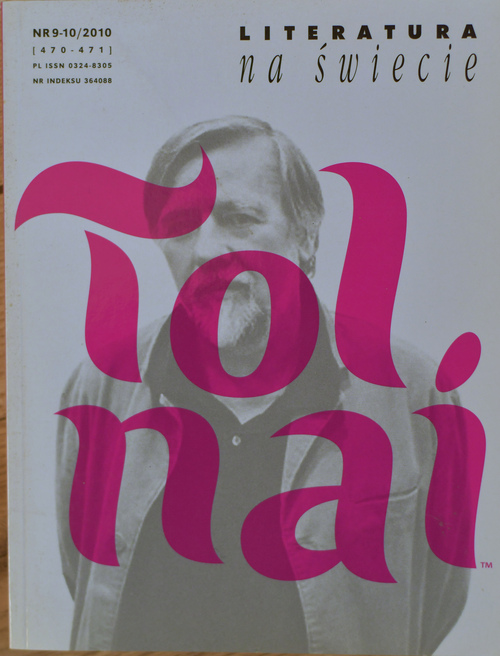 NR 9-10/2010
[470-471]
PL ISSN 0324-8305
NR INDEKSU 364088
LITERATURA
na świecie
Tol
nai
TM